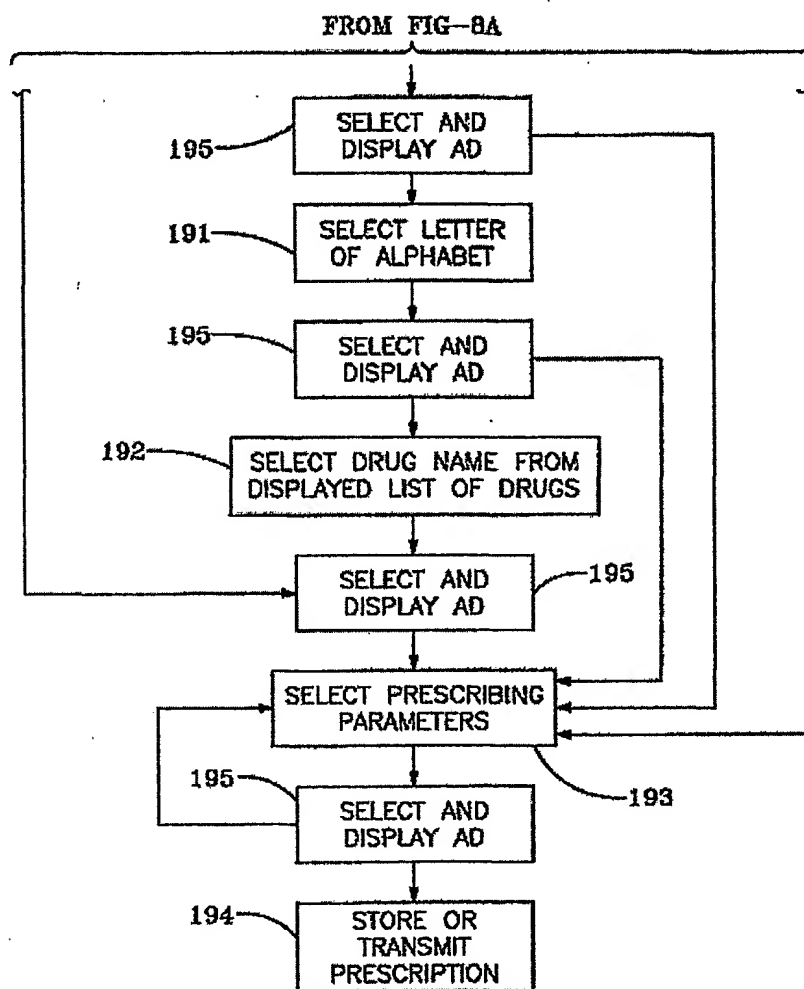 FROM FIG-8A
195
SELECT AND
DISPLAY AD
191
SELECT LETTER
OF ALPHABET
195
SELECT AND
DISPLAY AD
192
SELECT DRUG NAME FROM
DISPLAYED LIST OF DRUGS
SELECT AND
DISPLAY AD
195
SELECT PRESCRIBING
PARAMETERS
193
195
SELECT AND
DISPLAY AD
194
STORE OR
TRANSMIT
PRESCRIPTION